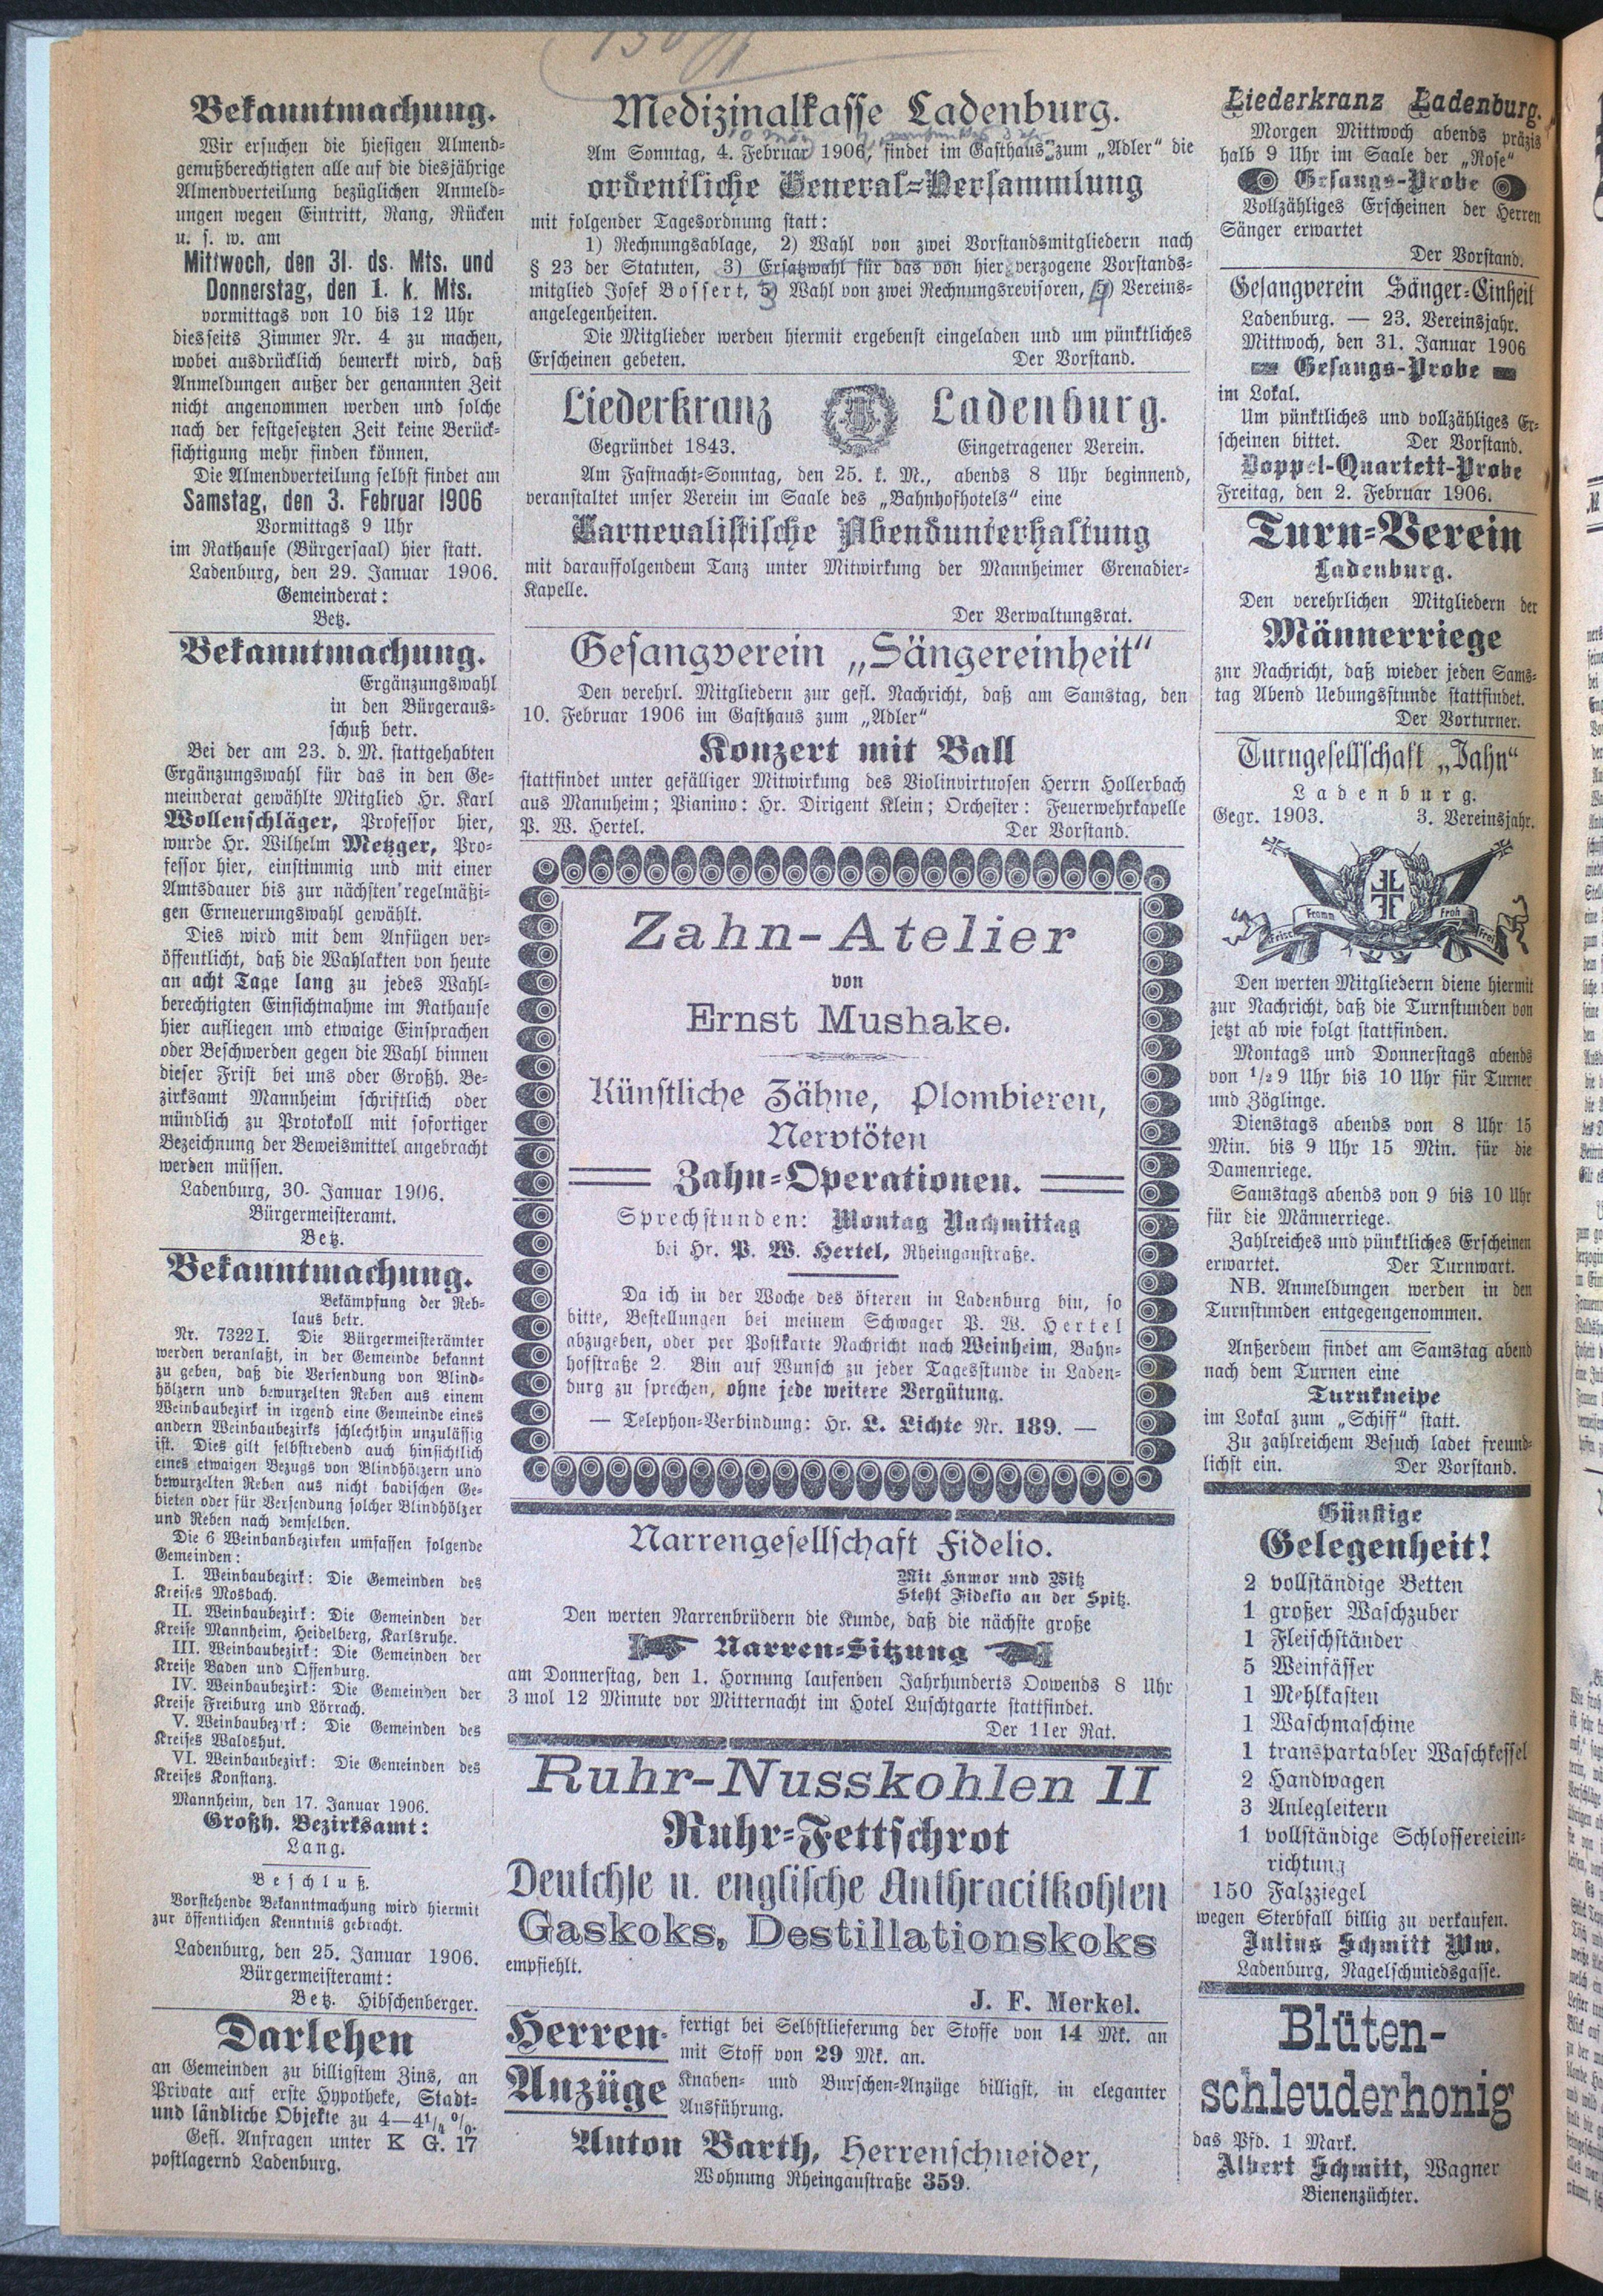 Bekanntmachung.
Wir ersuchen die hiesigen Almend-
genußberechtigten alle auf die diesjährige
Almendverteilung bezüglichen Anmeld-
ungen wegen Eintritt, Rang, Rücken
u. s. w. am
Mittwoch, den 31. ds. Mts. und
Donnerstag, den 1. k. Mts.
vormittags von 10 bis 12 Uhr
diesseits Zimmer Nr. 4 zu machen,
wobei ausdrücklich bemerkt wird, daß
Anmeldungen außer der genannten Zeit
nicht angenommen werden und solche
nach der festgesetzten Zeit keine Berück-
sichtigung mehr finden können.
Die Almendverteilung selbst findet am
Samstag, den 3. Februar 1906
Vormittags 9 Uhr
im Rathause (Bürgersaal) hier statt.
Ladenburg, den 29. Januar 1906.
Gemeinderat:
Betz.
Bekanntmachung.
Ergänzungswahl
in den Bürgeraus-
schuß betr.
Bei der am 23. d. M. stattgehabten
Ergänzungswahl für das in den Ge-
meinderat gewählte Mitglied Hr. Karl
Wollenschläger, Professor hier,
wurde Hr. Wilhelm Metzger, Pro-
fessor hier, einstimmig und mit einer
Amtsdauer bis zur nächsten regelmäßi-
gen Erneuerungswahl gewählt.
Dies wird mit dem Anfügen ver-
öffentlicht, daß die Wahlakten von heute
an acht Tage lang zu jedes Wahl-
berechtigten Einsichtnahme im Rathause
hier aufliegen und etwaige Einsprachen
oder Beschwerden gegen die Wahl binnen
dieser Frist bei uns oder Großh. Be-
zirksamt Mannheim schriftlich oder
mündlich zu Protokoll mit sofortiger
Bezeichnung der Beweismittel angebracht
werden müssen.
Ladenburg, 30. Januar 1906.
Bürgermeisteramt.
Betz.
Bekanntmachung.
Bekämpfung der Reb-
laus betr.
Nr. 7322 I. Die Bürgermeisterämter
werden veranlaßt, in der Gemeinde bekannt
zu geben, daß die Versendung von Blind-
hölzern und bewurzelten Reben aus einem
Weinbaubezirk in irgend eine Gemeinde eines
andern Weinbaubezirks schlechthin unzulässig
ist. Dies gilt selbstredend auch hinsichtlich
eines etwaigen Bezugs von Blindhölzern und
bewurzelten Reben aus nicht badischen Ge-
bieten oder für Versendung solcher Blindhölzer
und Reben nach demselben.
Die 6 Weinbanbezirken umfassen folgende
Gemeinden:
I. Weinbaubezirk: Die Gemeinden des
Kreises Mosbach.
II. Weinbaubezirk: Die Gemeinden der
Kreise Mannheim, Heidelberg, Karlsruhe.
III. Weinbaubezirk: Die Gemeinden der
Kreise Baden und Offenburg.
IV. Weinbaubezirk: Die Gemeinden der
Kreise Freiburg und Lörrach.
V. Weinbaubezirk: Die Gemeinden des
Kreises Waldshut.
VI. Weinbaubezirk: Die Gemeinden des
Kreises Konstanz.
Mannheim, den 17. Januar 1906.
Großh. Bezirksamt:
Lang.
Beschluß.
Vorstehende Bekanntmachung wird hiermit
zur öffentlichen Kenntnis gebracht.
Ladenburg, den 25. Januar 1906.
Bürgermeisteramt:
Betz. Hibschenberger.
Darlehen
an Gemeinden zu billigstem Zins, an
Private auf erste Hypotheke, Stadt-
und ländliche Objekte zu 4—4¼ %.
Gefl. Anfragen unter K G. 17
postlagernd Ladenburg.
Medizinalkasse Ladenburg.
Am Sonntag, 4. Februar 1906, findet im Gasthaus zum „Adler“ die
ordentliche General-Versammlung
mit folgender Tagesordnung statt:
1) Rechnungsablage, 2) Wahl von zwei Vorstandsmitgliedern nach
§ 23 der Statuten, 3) Ersatzwahl für das von hier verzogene Vorstands-
mitglied Josef Bossert, Wahl von zwei Rechnungsrevisoren, Vereins-
angelegenheiten.
Die Mitglieder werden hiermit ergebenst eingeladen und um pünktliches
Erscheinen gebeten. Der Vorstand.
Liederkranz Ladenburg.
Gegründet 1843. Eingetragener Verein.
Am Fastnacht-Sonntag, den 25. k. M., abends 8 Uhr beginnend,
veranstaltet unser Verein im Saale des „Bahnhofhotels“ eine
Karnevalistische Abendunterhaltung
mit darauffolgendem Tanz unter Mitwirkung der Mannheimer Grenadier-
Kapelle.
Der Verwaltungsrat.
Gesangverein „Sängereinheit“
Den verehrl. Mitgliedern zur gefl. Nachricht, daß am Samstag, den
10. Februar 1906 im Gasthaus zum „Adler“
Konzert mit Ball
stattfindet unter gefälliger Mitwirkung des Violinvirtuosen Herrn Hollerbach
aus Mannheim; Pianino: Hr. Dirigent Klein; Orchester: Feuerwehrkapelle
P. W. Hertel. Der Vorstand.
Zahn-Atelier
von
Ernst Mushake.
Künstliche Zähne, Plombieren,
Nervtöten
Zahn-Operationen.
Sprechstunden: Montag Nachmittag
bei Hr. P. W. Hertel, Rheingaustraße.
Da ich in der Woche des öfteren in Ladenburg bin, so
bitte, Bestellungen bei meinem Schwager P. W. Hertel
abzugeben, oder per Postkarte Nachricht nach Weinheim, Bahn-
hofstraße 2. Bin auf Wunsch zu jeder Tagesstunde in Laden-
burg zu sprechen, ohne jede weitere Vergütung.
— Telephon-Verbindung: Hr. L. Lichte Nr. 189. —
Narrengesellschaft Fidelio.
Mit Humor und Witz
Steht Fidelio an der Spitz.
Den werten Narrenbrüdern die Kunde, daß die nächste große
Narren-Sitzung
am Donnerstag, den 1. Hornung laufenden Jahrhunderts Oowends 8 Uhr
3 mol 12 Minute vor Mitternacht im Hotel Luschtgarte stattfindet.
Der 11er Rat.
Ruhr-Nusskohlen II
Ruhr-Fettschrot
Deutchte u. englische Anthracitkohlen
Gaskoks, Destillationskoks
empfiehlt.
J. F. Merkel.
Herren-
Anzüge
fertigt bei Selbstlieferung der Stoffe von 14 Mk. an
mit Stoff von 29 Mk. an.
Knaben- und Burschen-Anzüge billigst, in eleganter
Ausführung.
Anton Barth, Herrenschneider,
Wohnung Rheingaustraße 359.
Liederkranz Ladenburg.
Morgen Mittwoch abends präzis
halb 9 Uhr im Saale der „Rose“
Gesangs-Probe
Vollzähliges Erscheinen der Herren
Sänger erwartet
Der Vorstand.
Gesangverein Sänger-Einheit
Ladenburg. — 23. Vereinsjahr.
Mittwoch, den 31. Januar 1906
Gesangs-Probe
im Lokal.
Um pünktliches und vollzähliges Er-
scheinen bittet. Der Vorstand.
Doppel-Quartett-Probe
Freitag, den 2. Februar 1906.
Turn-Verein
Ladenburg.
Den verehrlichen Mitgliedern der
Männerriege
zur Nachricht, daß wieder jeden Sams-
tag Abend Uebungsstunde stattfindet.
Der Vorturner.
Turngesellschaft „Jahn“
Ladenburg.
Gegr. 1903. 3. Vereinsjahr.
Frisch Fromm Froh Frei
Den werten Mitgliedern diene hiermit
zur Nachricht, daß die Turnstunden von
jetzt ab wie folgt stattfinden.
Montags und Donnerstags abends
von ½9 Uhr bis 10 Uhr für Turner
und Zöglinge.
Dienstags abends von 8 Uhr 15
Min. bis 9 Uhr 15 Min. für die
Damenriege.
Samstags abends von 9 bis 10 Uhr
für die Männerriege.
Zahlreiches und pünktliches Erscheinen
erwartet. Der Turnwart.
NB. Anmeldungen werden in den
Turnstunden entgegengenommen.
Außerdem findet am Samstag abend
nach dem Turnen eine
Turnkneipe
im Lokal zum „Schiff“ statt.
Zu zahlreichem Besuch ladet freund-
lichst ein. Der Vorstand.
Günstige
Gelegenheit!
2 vollständige Betten
1 großer Waschzuber
1 Fleischständer
5 Weinfässer
1 Mehlkasten
1 Waschmaschine
1 transpartabler Waschkessel
2 Handwagen
3 Anlegleitern
1 vollständige Schlossereiein-
richtung
150 Falzziegel
wegen Sterbfall billig zu verkaufen.
Julius Schmitt Ww.
Ladenburg, Nagelschmiedsgasse.
Blüten-
schleuderhonig
das Pfd. 1 Mark.
Albert Schmitt, Wagner
Bienenzüchter.